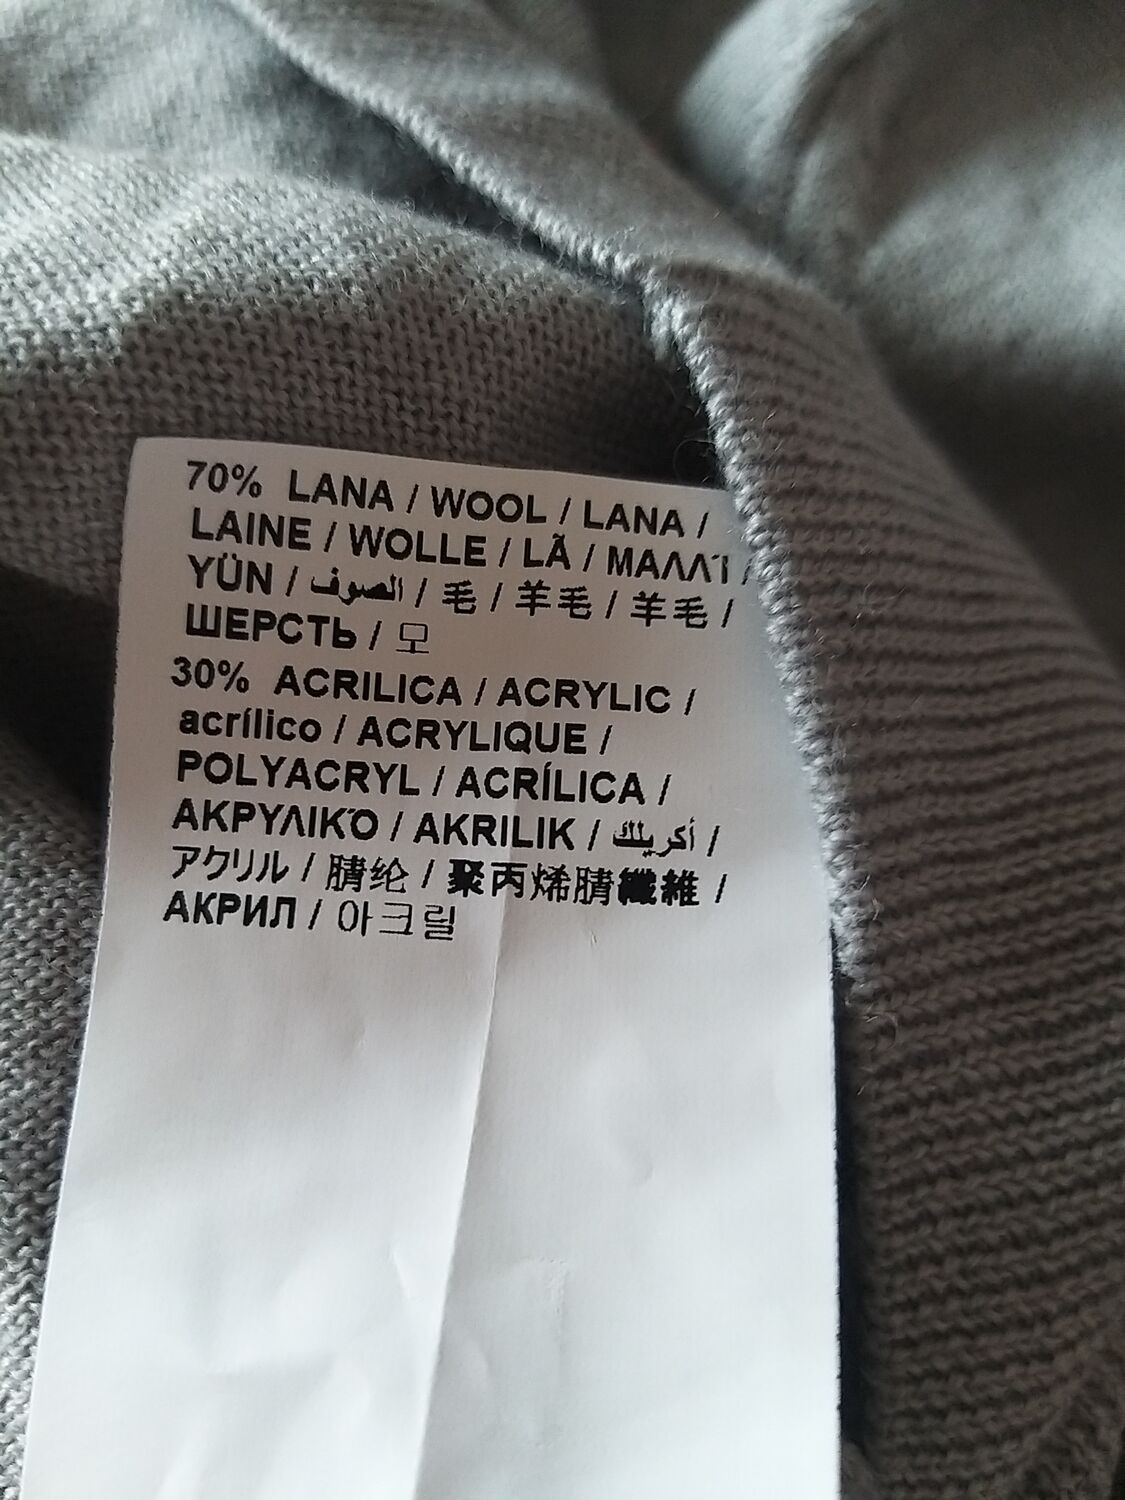 70% LANA / WOOL / LANA /
LAINE / WOLLE / LÃ / ΜΑΛΛΊ /
YÜN / الصوف / 毛 / 羊毛 / 羊毛 /
ШЕРСТЬ / 모
30% ACRILICA / ACRYLIC /
acrílico / ACRYLIQUE /
POLYACRYL / ACRÍLICA /
ΑΚΡΥΛΙΚΌ / AKRILIK / أكريلك /
アクリル / 腈纶 / 聚丙烯腈纖維 /
АКРИЛ / 아크릴